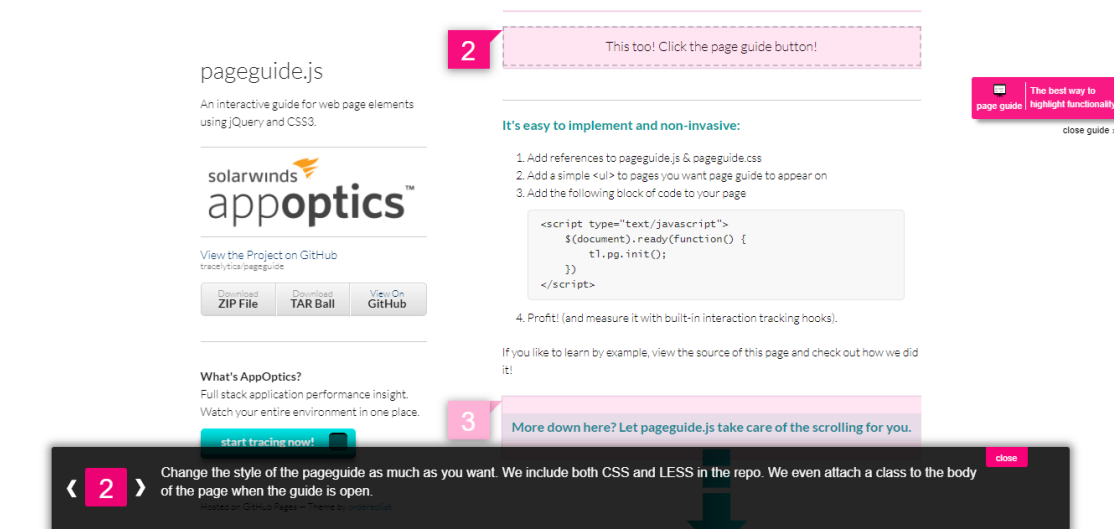 pageguide.js
An interactive guide for web page elements
using jQuery and CSS3.
solarwinds
appoptics™
View the Project on GitHub
tracelytics/pageguide
Download
ZIP File
Download
TAR Ball
View On
GitHub
What's AppOptics?
Full stack application performance insight.
Watch your entire environment in one place.
start tracing now!
2
This too! Click the page guide button!
It's easy to implement and non-invasive:
1. Add references to pageguide.js & pageguide.css
2. Add a simple <ul> to pages you want page guide to appear on
3. Add the following block of code to your page
<script type="text/javascript">
$(document).ready(function() {
tl.pg.init();
})
</script>
4. Profit! (and measure it with built-in interaction tracking hooks).
If you like to learn by example, view the source of this page and check out how we did
it!
3
More down here? Let pageguide.js take care of the scrolling for you.
page guide
The best way to
highlight functionality
close guide »
close
❮ 2 ❯
Change the style of the pageguide as much as you want. We include both CSS and LESS in the repo. We even attach a class to the body
of the page when the guide is open.
Hosted on GitHub Pages — Theme by orderedlist